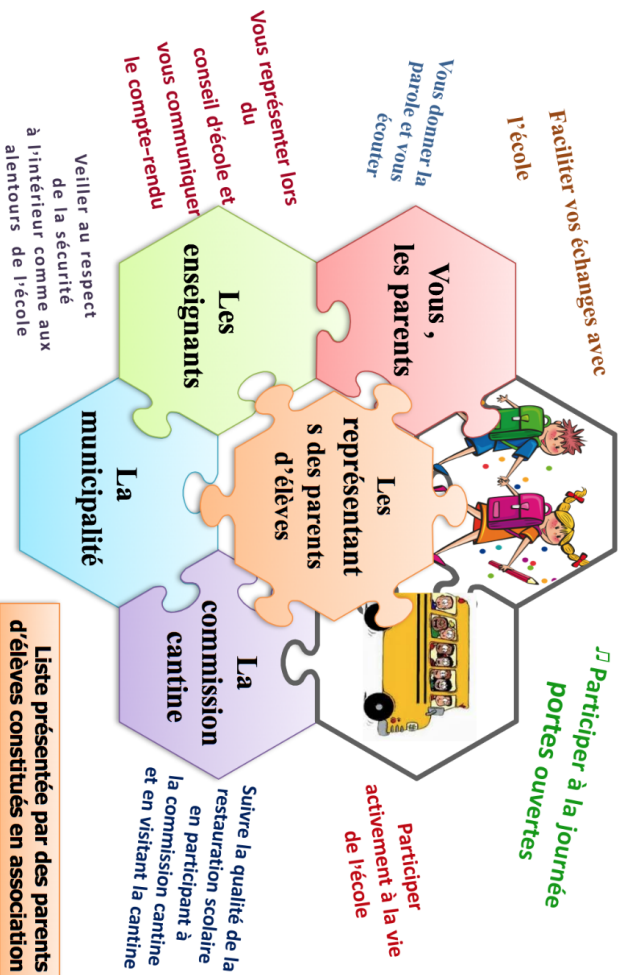 Faciliter vos échanges avec
l'école
♫ Participer à la journée
portes ouvertes
Vous donner la
parole et vous
écouter
Participer
activement à la vie
de l'école
Vous représenter lors
du
conseil d'école et
vous communiquer
le compte-rendu
Vous ,
les parents
Les
représentant
s des parents
d'élèves
Les
enseignants
La
municipalité
La
commission
cantine
Veiller au respect
de la sécurité
à l'intérieur comme aux
alentours de l'école
Suivre la qualité de la
restauration scolaire
en participant à
la commission cantine
et en visitant la cantine
Liste présentée par des parents
d'élèves constitués en association